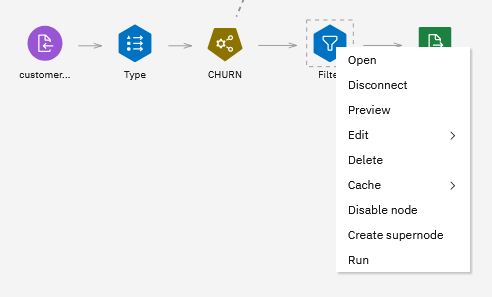 customer...
Type
CHURN
Filte
Open
Disconnect
Preview
Edit
Delete
Cache
Disable node
Create supernode
Run